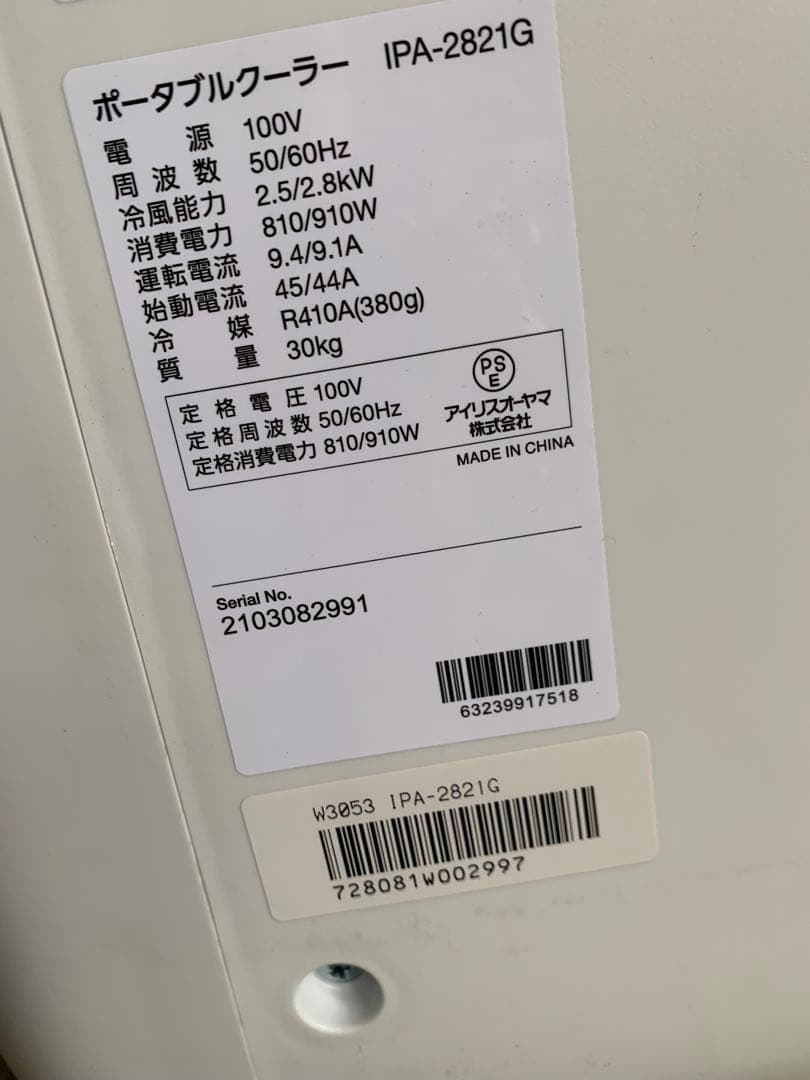 ポータブルクーラー IPA-2821G
電源 100V
周波数 50/60Hz
冷風能力 2.5/2.8kW
消費電力 810/910W
運転電流 9.4/9.1A
始動電流 45/44A
冷媒 R410A(380g)
質量 30kg
定格電圧 100V
定格周波数 50/60Hz
定格消費電力 810/910W
PS
E
アイリスオーヤマ
株式会社
MADE IN CHINA
Serial No.
2103082991
63239917518
W3053 IPA-2821G
728081W002997